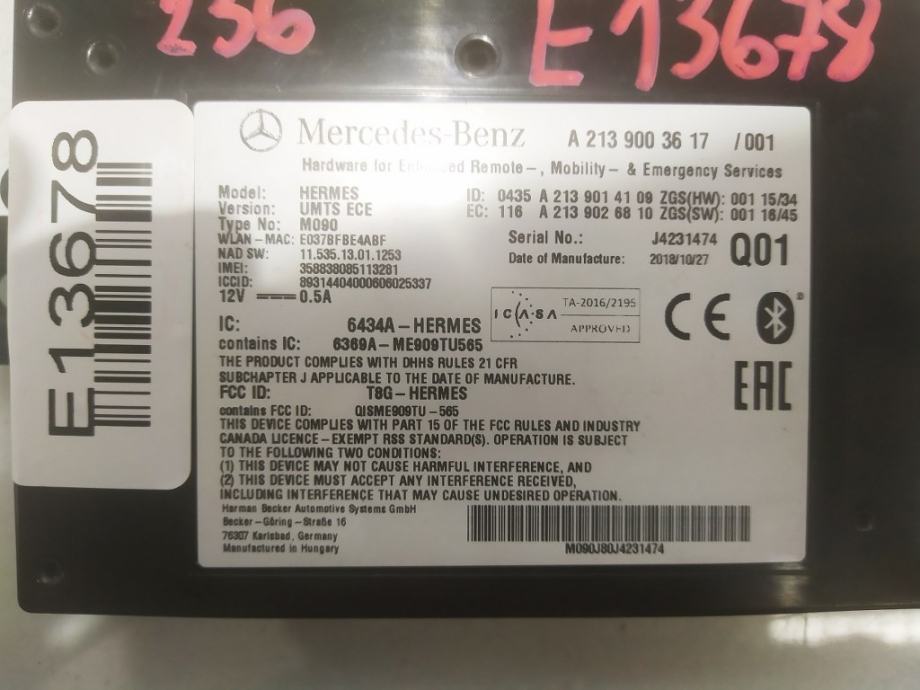 236
E13678
E13678
Mercedes-Benz A 213 900 36 17 /001
Hardware for Enhanced Remote-, Mobility- & Emergency Services
Model: HERMES
Version: UMTS ECE
Type No: M090
WLAN-MAC: E0378FBE4ABF
NAD SW: 11.535.13.01.1253
IMEI: 358838085113281
ICCID: 89314404000606025337
12V 0.5A
ID: 0435 A 213 901 41 09 ZGS(HW): 001 15/34
EC: 116 A 213 902 68 10 ZGS(SW): 001 16/45
Serial No.: J4231474
Date of Manufacture: 2018/10/27
Q01
ICASA
TA-2016/2195
APPROVED
CE
EAC
IC: 6434A-HERMES
contains IC: 6369A-ME909TU565
THE PRODUCT COMPLIES WITH DHHS RULES 21 CFR
SUBCHAPTER J APPLICABLE TO THE DATE OF MANUFACTURE.
FCC ID: T8G-HERMES
contains FCC ID: QISME909TU-565
THIS DEVICE COMPLIES WITH PART 15 OF THE FCC RULES AND INDUSTRY
CANADA LICENCE-EXEMPT RSS STANDARD(S). OPERATION IS SUBJECT
TO THE FOLLOWING TWO CONDITIONS:
(1) THIS DEVICE MAY NOT CAUSE HARMFUL INTERFERENCE, AND
(2) THIS DEVICE MUST ACCEPT ANY INTERFERENCE RECEIVED,
INCLUDING INTERFERENCE THAT MAY CAUSE UNDESIRED OPERATION.
Harman Becker Automotive Systems GmbH
Becker-Göring-Straße 16
76307 Karlsbad, Germany
Manufactured in Hungary
M090J80J4231474